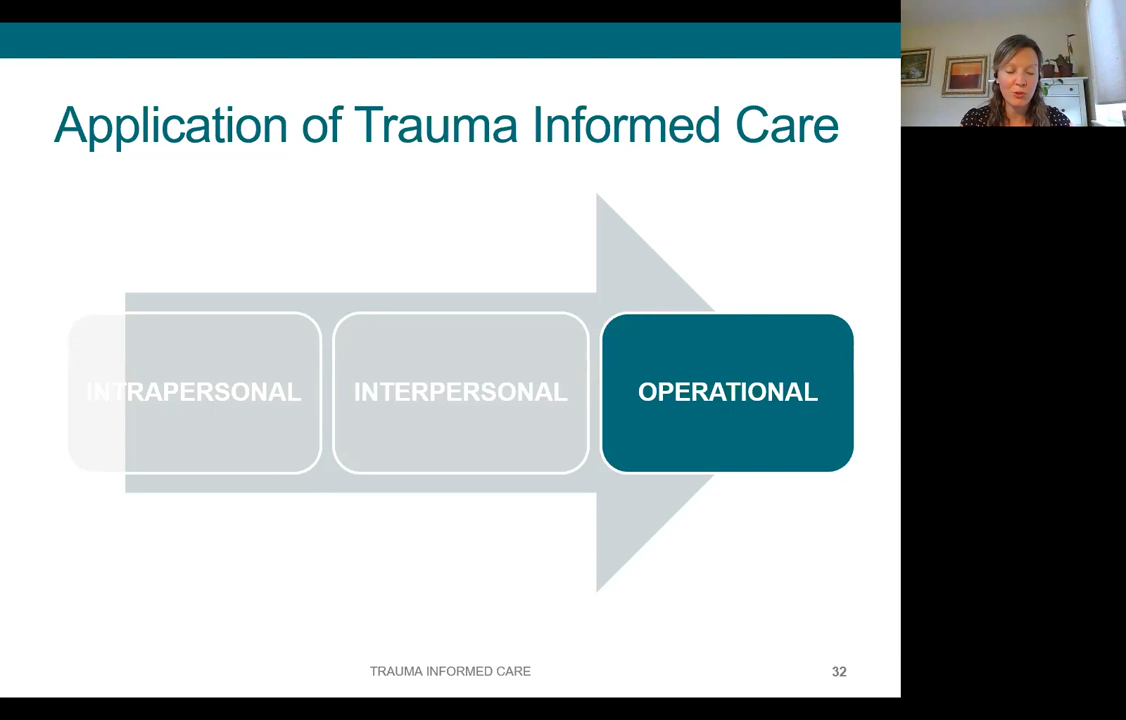 Application of Trauma Informed Care
INTRAPERSONAL
INTERPERSONAL
OPERATIONAL
TRAUMA INFORMED CARE
32